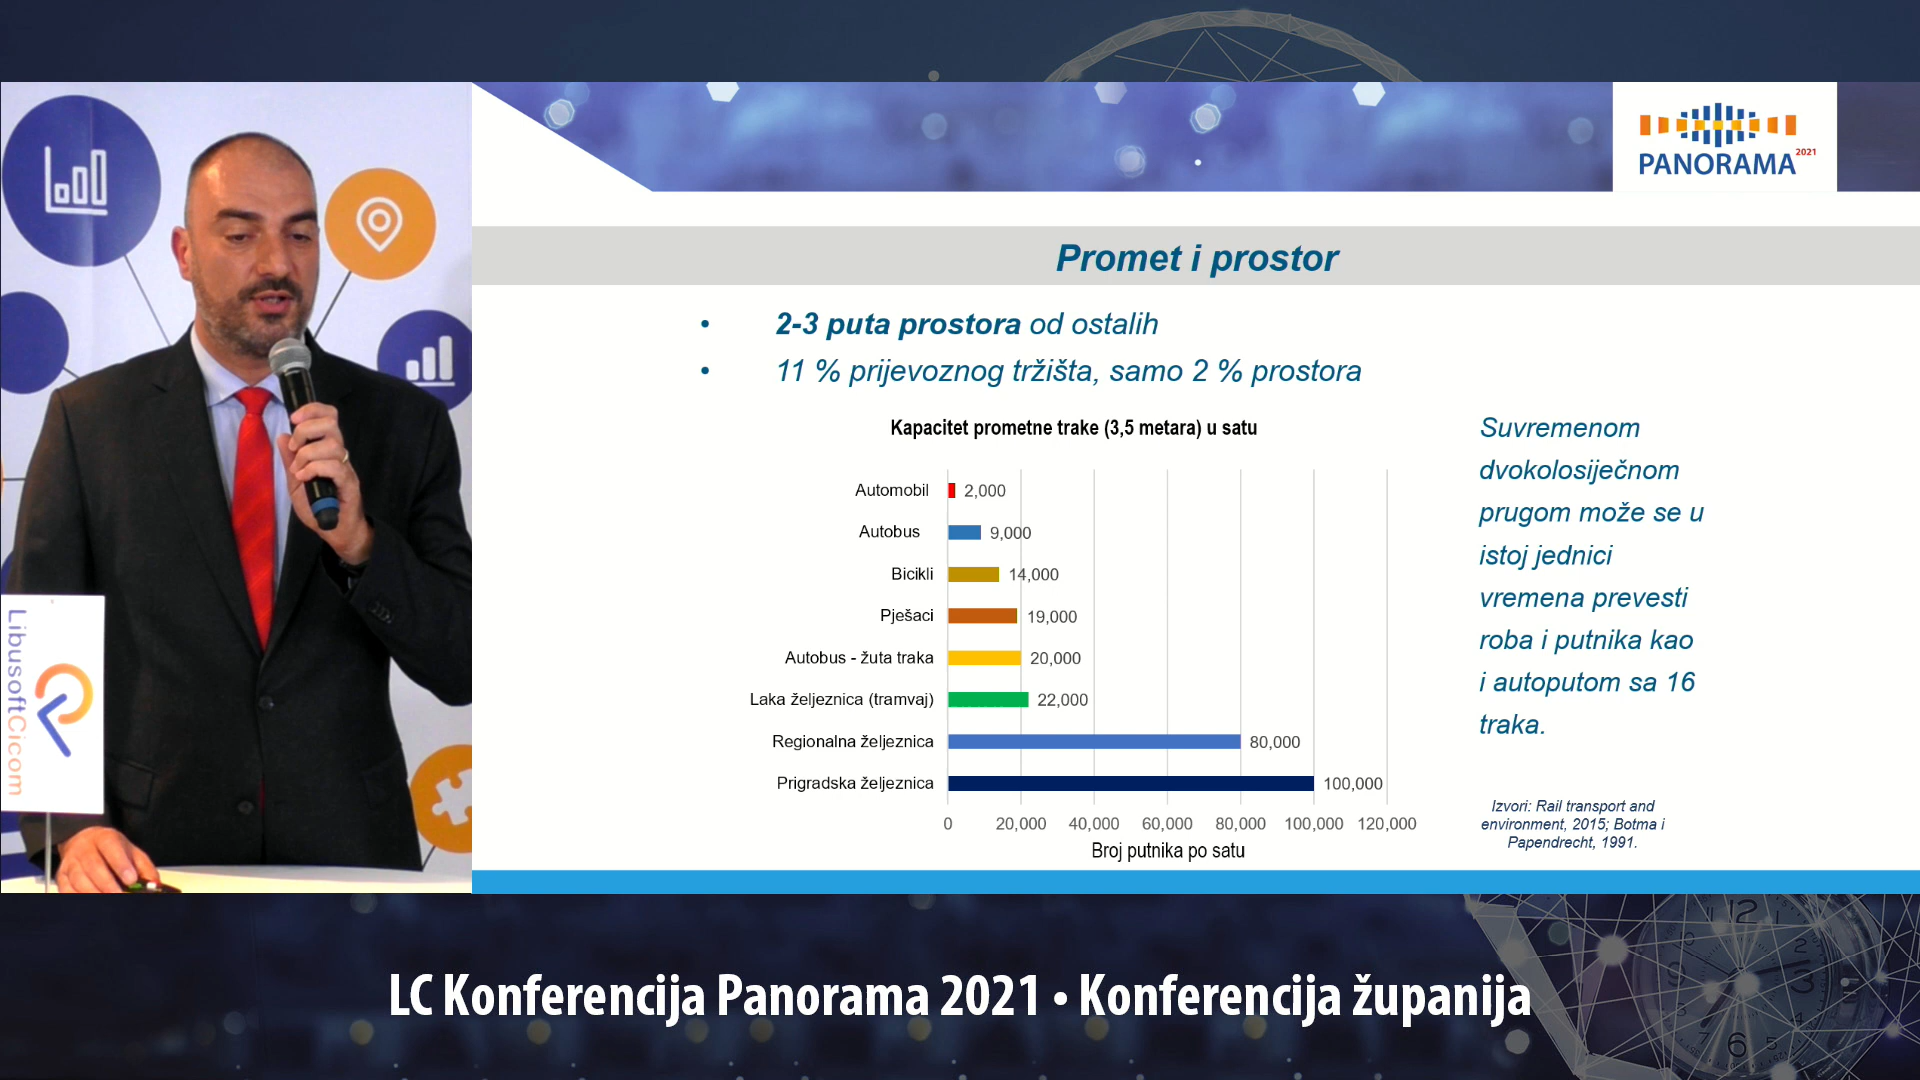 LibusoftCicom
PANORAMA 2021
Promet i prostor
• 2-3 puta prostora od ostalih
• 11 % prijevoznog tržišta, samo 2 % prostora
Kapacitet prometne trake (3,5 metara) u satu
Automobil 2,000
Autobus 9,000
Bicikli 14,000
Pješaci 19,000
Autobus - žuta traka 20,000
Laka željeznica (tramvaj) 22,000
Regionalna željeznica 80,000
Prigradska željeznica 100,000
0 20,000 40,000 60,000 80,000 100,000 120,000
Broj putnika po satu
Suvremenom
dvokolosiječnom
prugom može se u
istoj jednici
vremena prevesti
roba i putnika kao
i autoputom sa 16
traka.
Izvori: Rail transport and
environment, 2015; Botma i
Papendrecht, 1991.
LC Konferencija Panorama 2021 • Konferencija županija
12
2
3
5
6